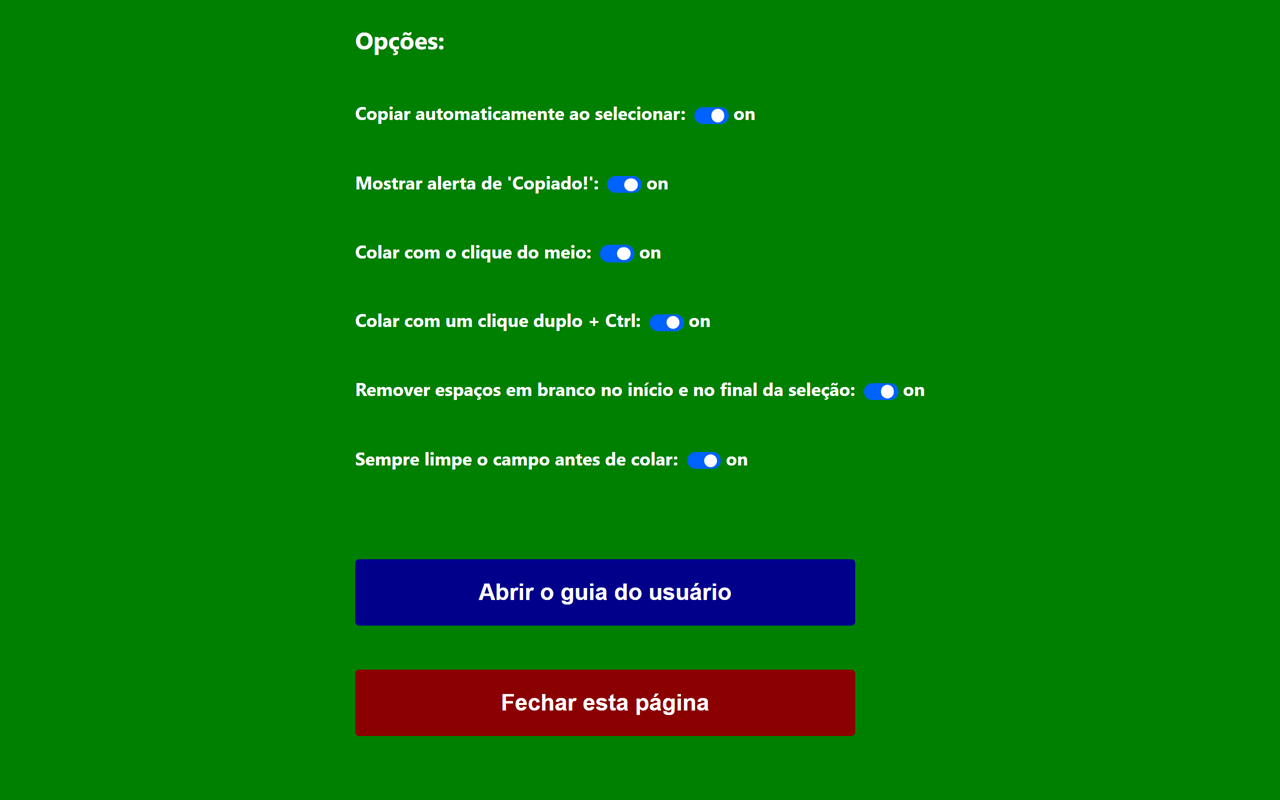 Opções:
Copiar automaticamente ao selecionar: on
Mostrar alerta de 'Copiado!': on
Colar com o clique do meio: on
Colar com um clique duplo + Ctrl: on
Remover espaços em branco no início e no final da seleção: on
Sempre limpe o campo antes de colar: on
Abrir o guia do usuário
Fechar esta página